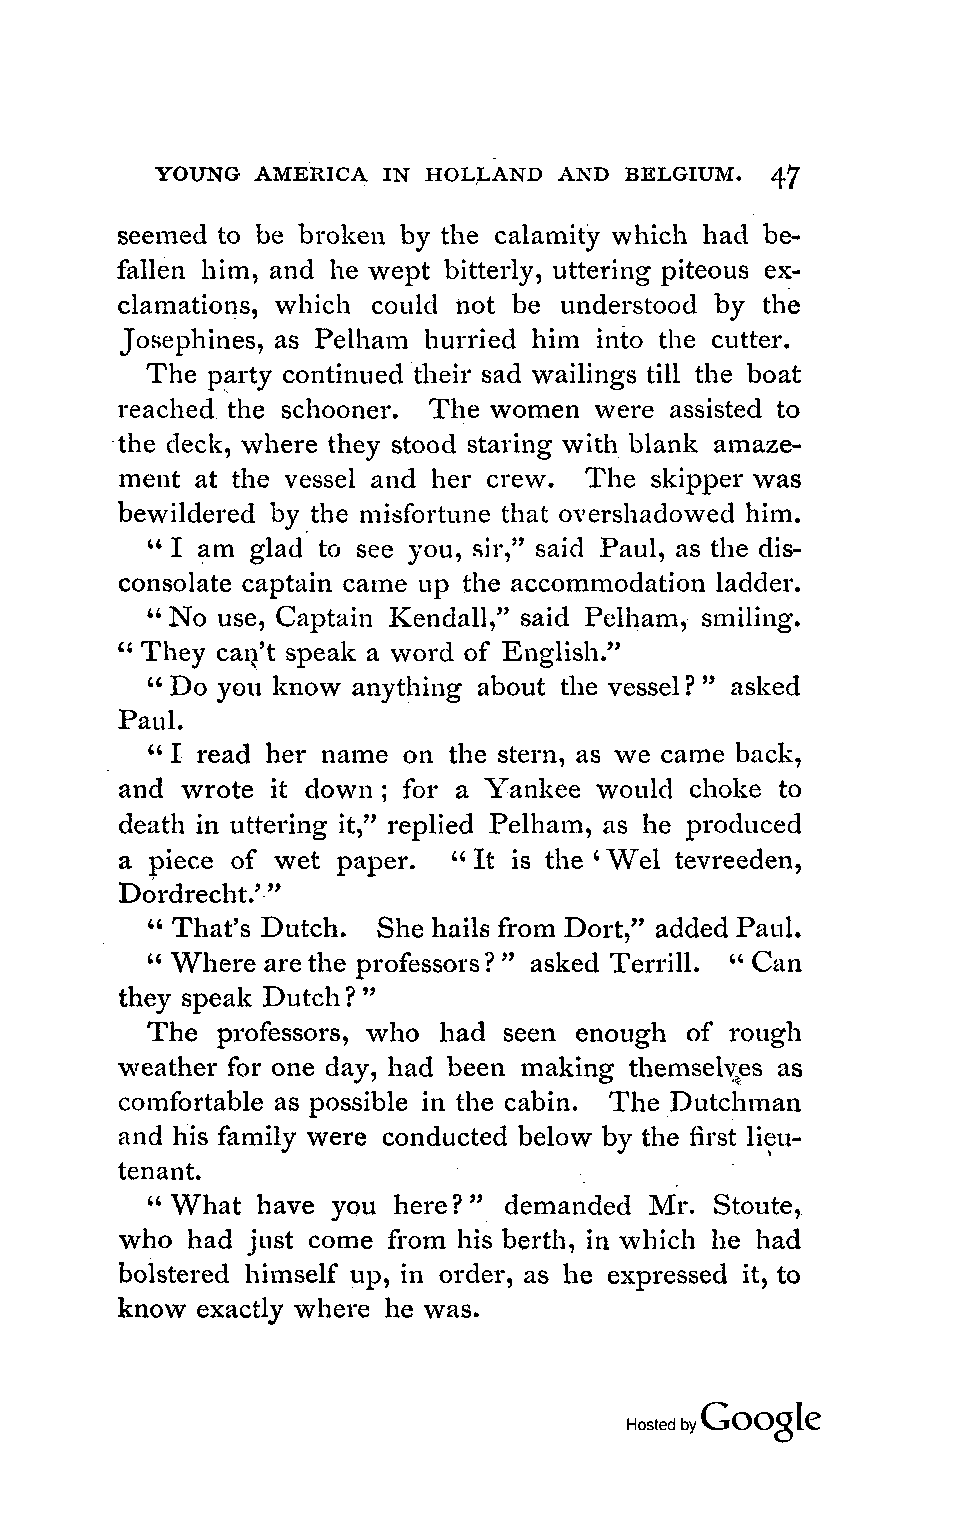 YOUNG AMERICA IN HOLLAND AND BELGIUM. 47
seemed to be broken by the calamity which had be-
fallen him, and he wept bitterly, uttering piteous ex-
clamations, which could not be understood by the
Josephines, as Pelham hurried him into the cutter.
The party continued their sad wailings till the boat
reached the schooner. The women were assisted to
the deck, where they stood staring with blank amaze-
ment at the vessel and her crew. The skipper was
bewildered by the misfortune that overshadowed him.
“I am glad to see you, sir,” said Paul, as the dis-
consolate captain came up the accommodation ladder.
“No use, Captain Kendall,” said Pelham, smiling.
“They can't speak a word of English.”
“Do you know anything about the vessel?” asked
Paul.
“I read her name on the stern, as we came back,
and wrote it down; for a Yankee would choke to
death in uttering it,” replied Pelham, as he produced
a piece of wet paper. “It is the ‘Wel tevreeden,
Dordrecht.’”
“That's Dutch. She hails from Dort,” added Paul.
“Where are the professors?” asked Terrill. “Can
they speak Dutch?”
The professors, who had seen enough of rough
weather for one day, had been making themselves as
comfortable as possible in the cabin. The Dutchman
and his family were conducted below by the first lieu-
tenant.
“What have you here?” demanded Mr. Stoute,
who had just come from his berth, in which he had
bolstered himself up, in order, as he expressed it, to
know exactly where he was.
Hosted by Google